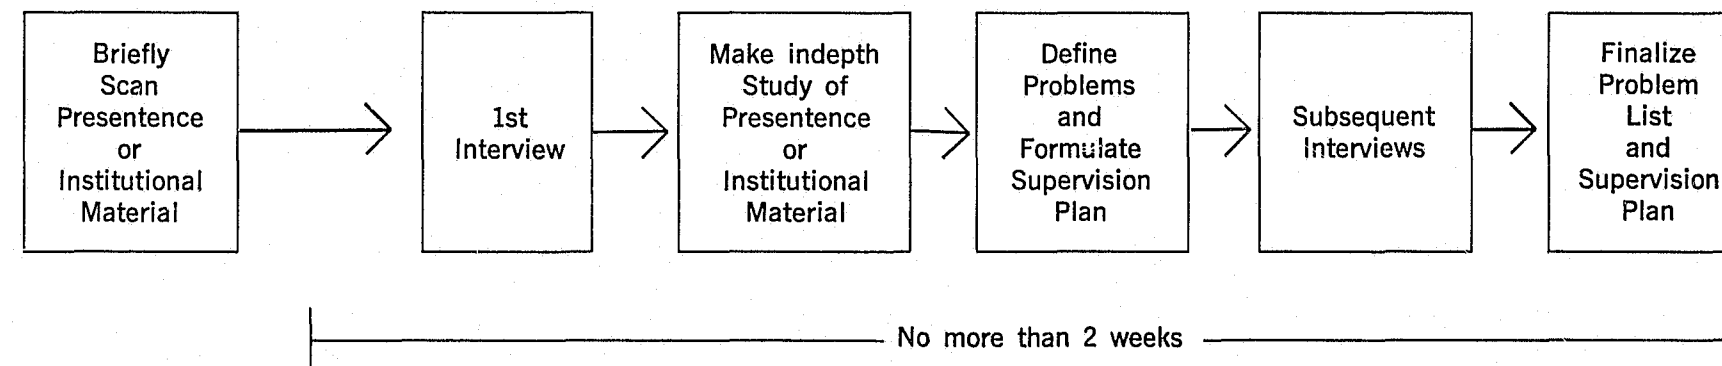 Briefly
Scan
Presentence
or
Institutional
Material
1st
Interview
Make indepth
Study of
Presentence
or
Institutional
Material
Define
Problems
and
Formulate
Supervision
Plan
Subsequent
Interviews
Finalize
Problem
List
and
Supervision
Plan
No more than 2 weeks